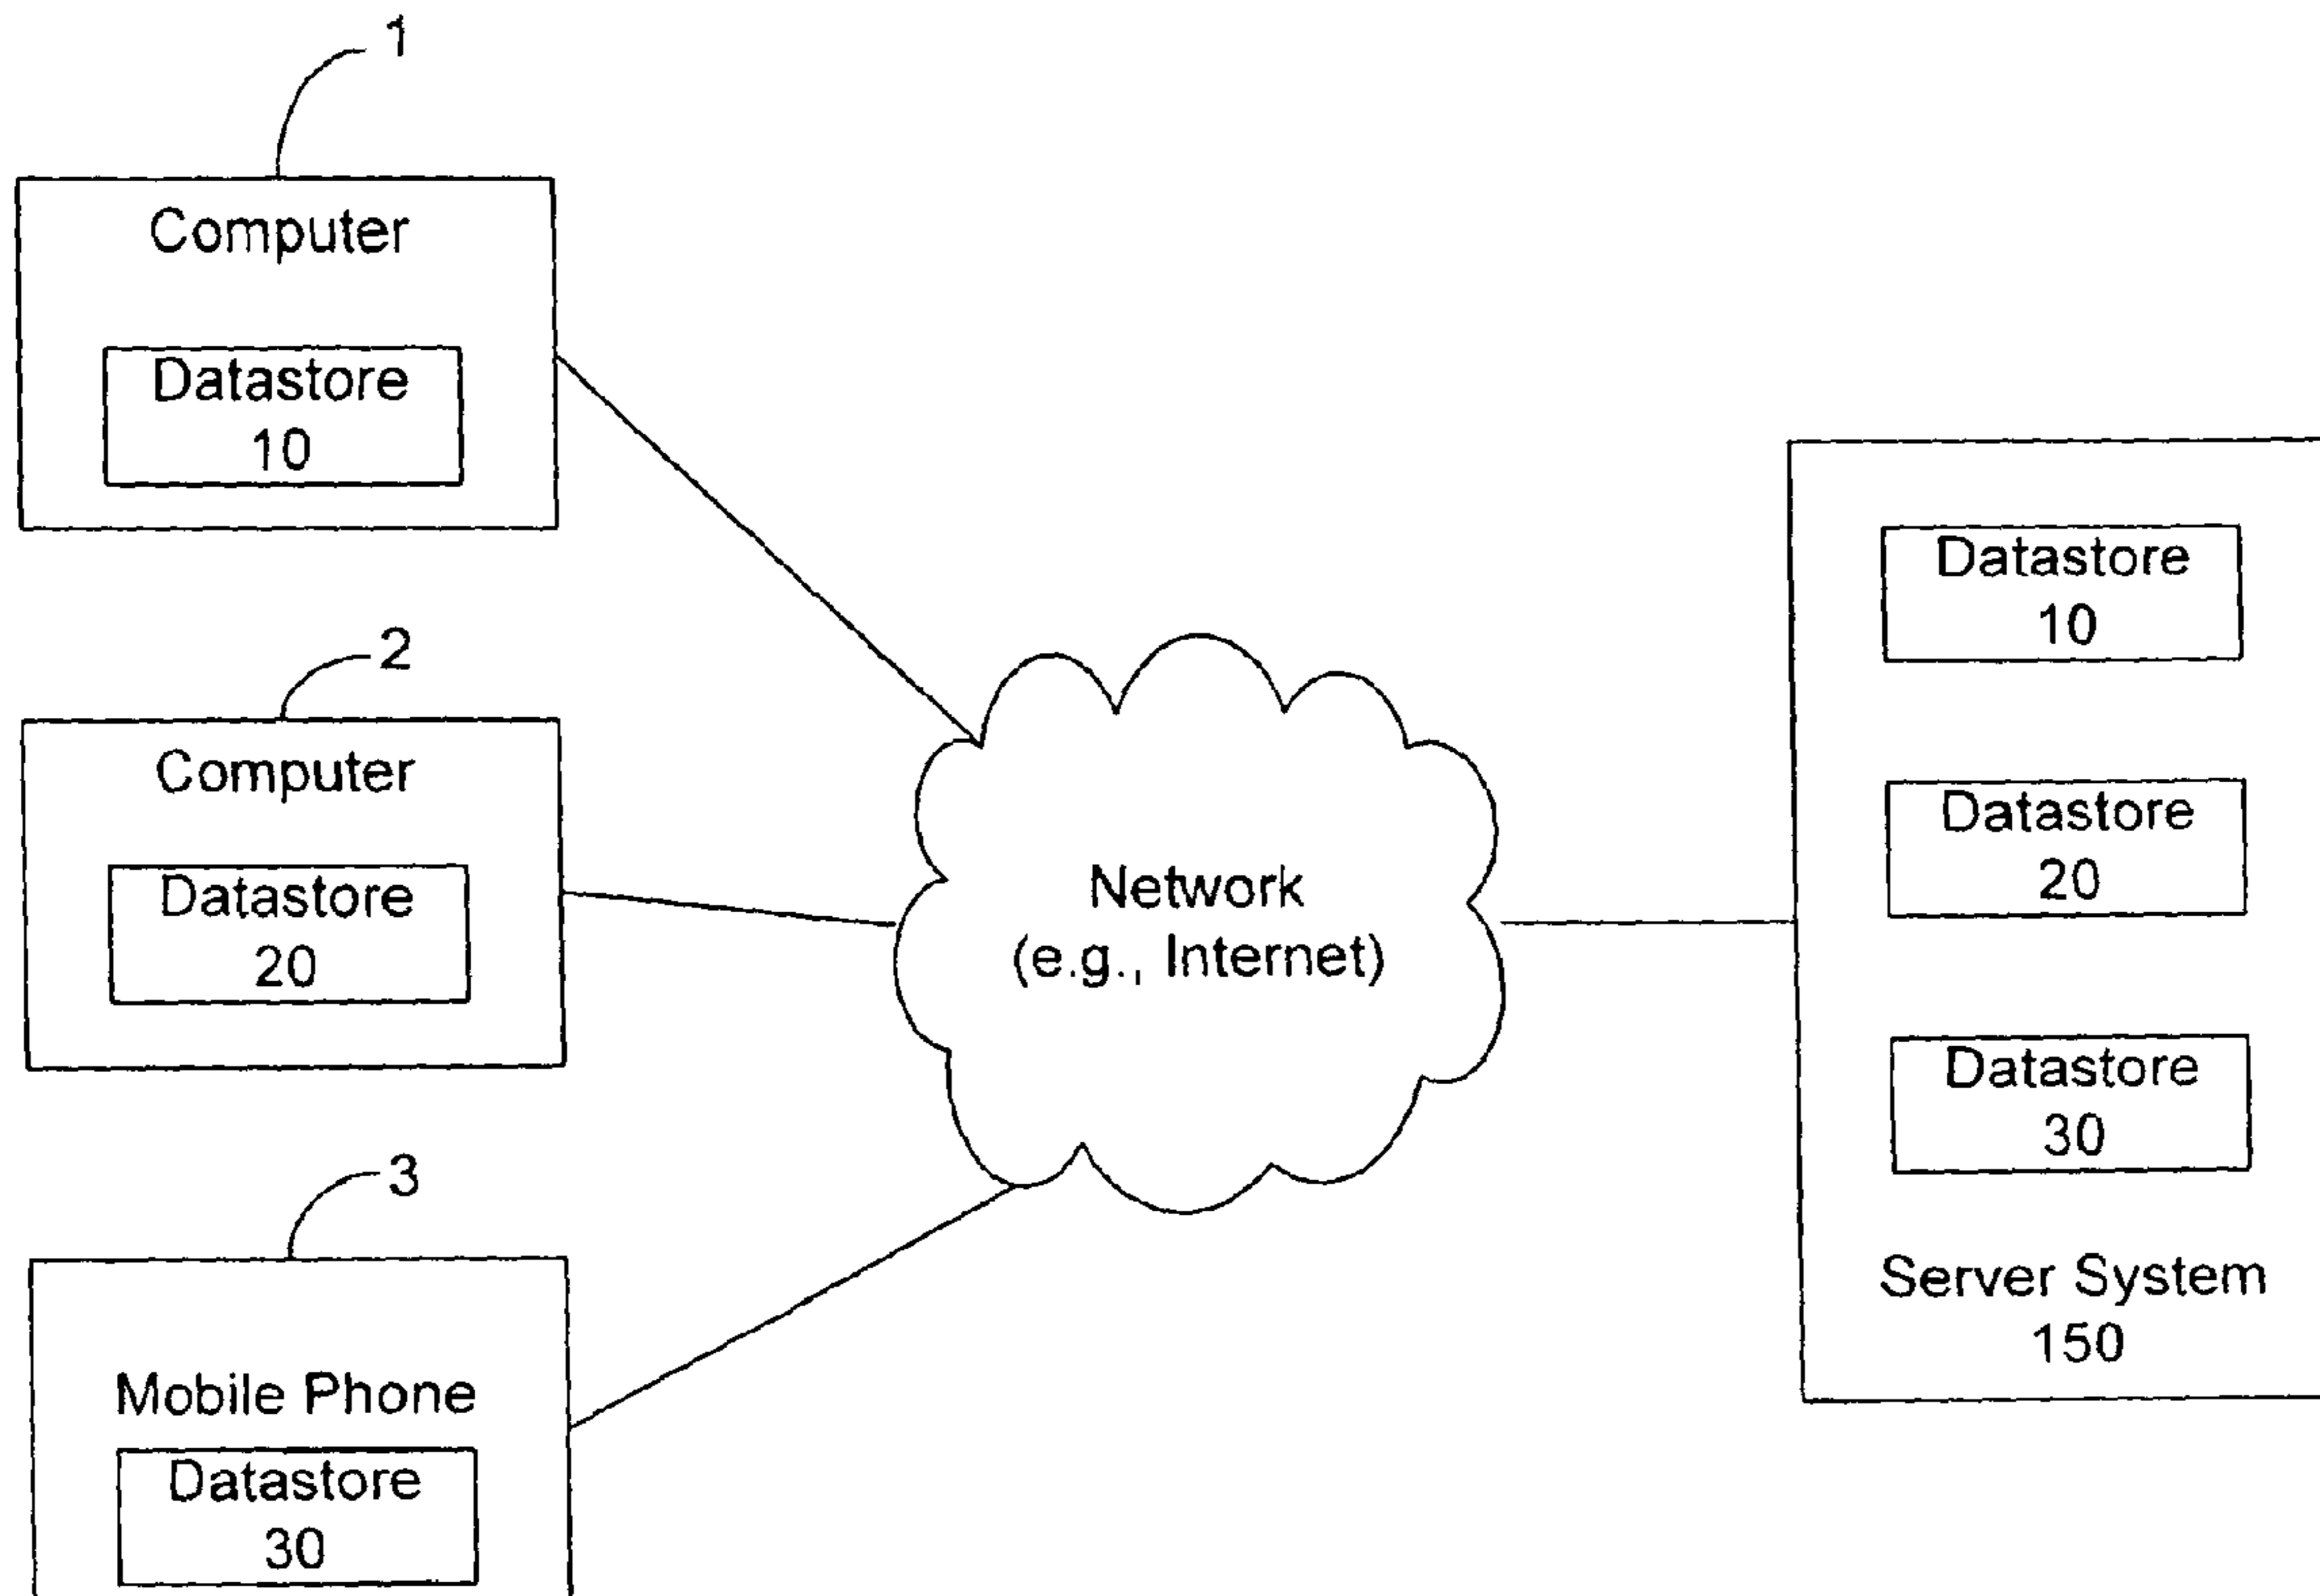 1
Computer
Datastore
10
2
Computer
Datastore
20
3
Mobile Phone
Datastore
30
Network
(e.g., Internet)
Datastore
10
Datastore
20
Datastore
30
Server System
150